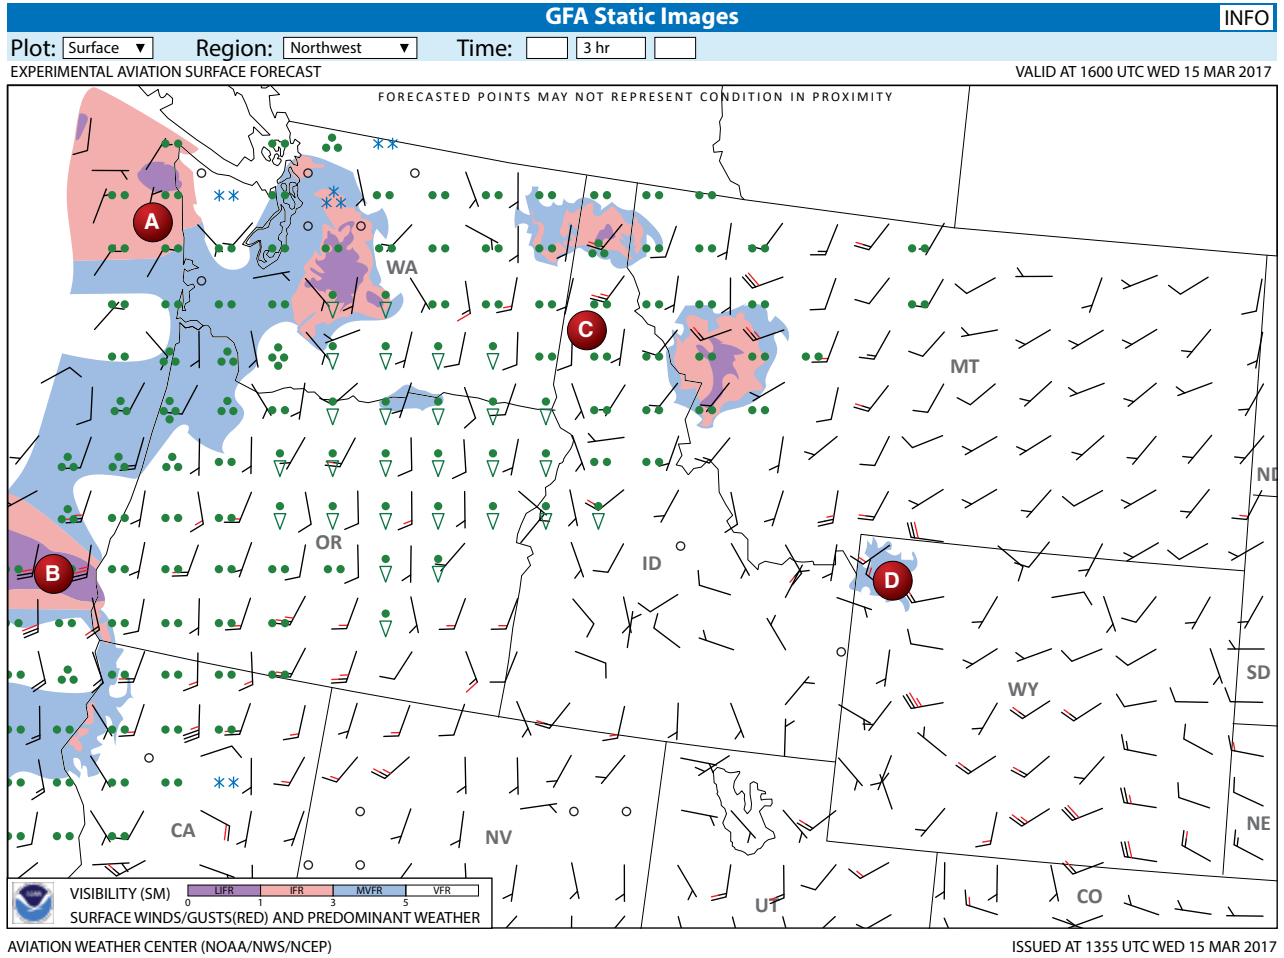 GFA Static Images
INFO
Plot: Surface ▼ Region: Northwest ▼ Time: 3 hr
EXPERIMENTAL AVIATION SURFACE FORECAST
VALID AT 1600 UTC WED 15 MAR 2017
FORECASTED POINTS MAY NOT REPRESENT CONDITION IN PROXIMITY
A
WA
C
MT
ND
OR
ID
B
D
SD
WY
CA
NV
NE
UT
CO
VISIBILITY (SM) LIFR IFR MVFR VFR
0 1 3 5
SURFACE WINDS/GUSTS(RED) AND PREDOMINANT WEATHER
AVIATION WEATHER CENTER (NOAA/NWS/NCEP)
ISSUED AT 1355 UTC WED 15 MAR 2017